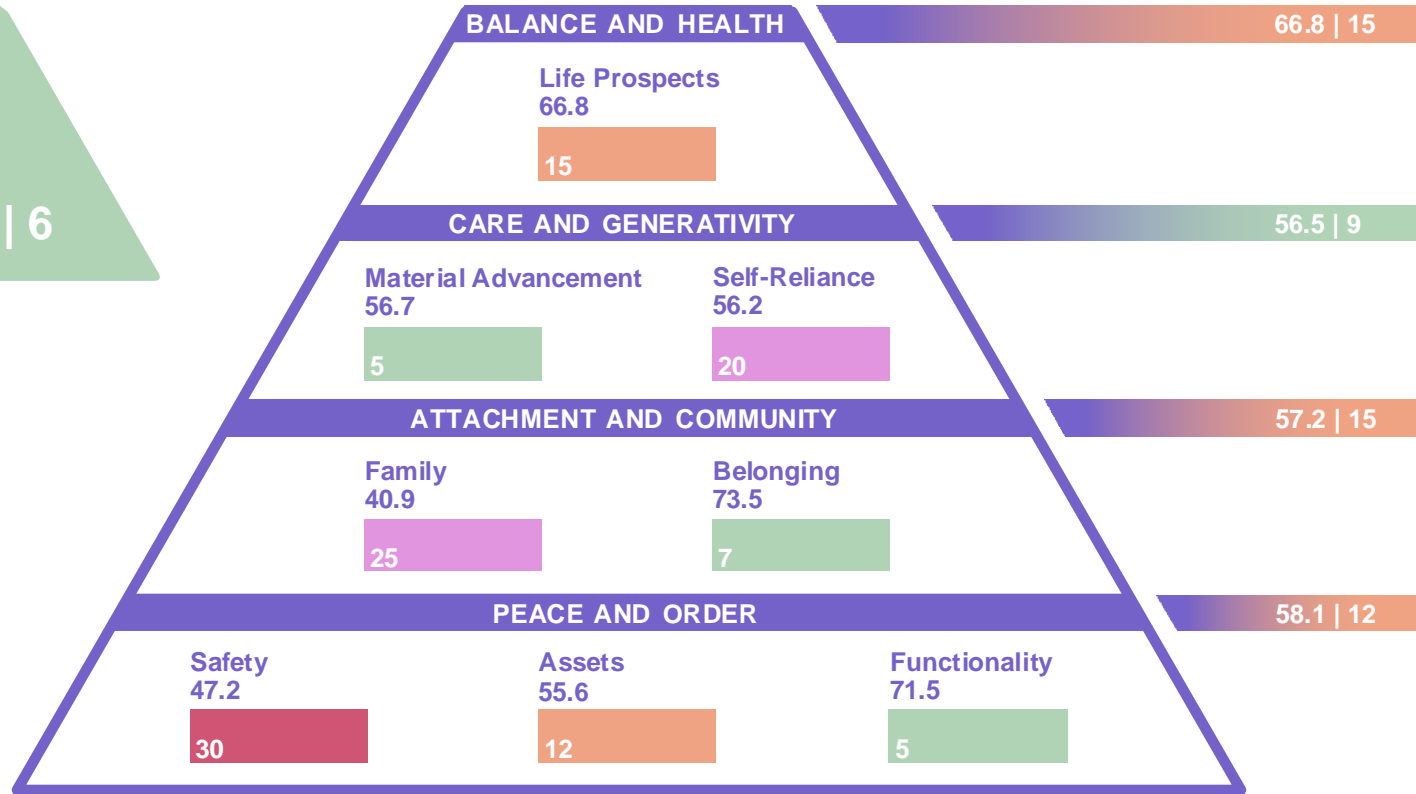 BALANCE AND HEALTH
66.8 | 15
Life Prospects
66.8
15
| 6
CARE AND GENERATIVITY
56.5 | 9
Material Advancement
56.7
5
Self-Reliance
56.2
20
ATTACHMENT AND COMMUNITY
57.2 | 15
Family
40.9
25
Belonging
73.5
7
PEACE AND ORDER
58.1 | 12
Safety
47.2
30
Assets
55.6
12
Functionality
71.5
5